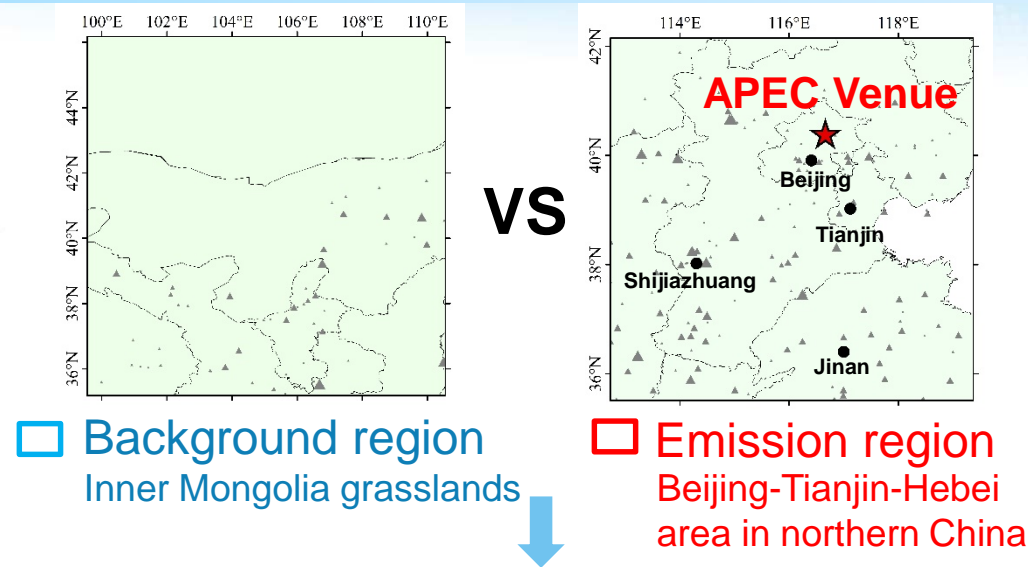 100°E 102°E 104°E 106°E 108°E 110°E
44°N
42°N
40°N
38°N
36°N
VS
114°E 116°E 118°E
42°N
40°N
38°N
36°N
APEC Venue
Beijing
Tianjin
Shijiazhuang
Jinan
Background region
Inner Mongolia grasslands
Emission region
Beijing-Tianjin-Hebei
area in northern China